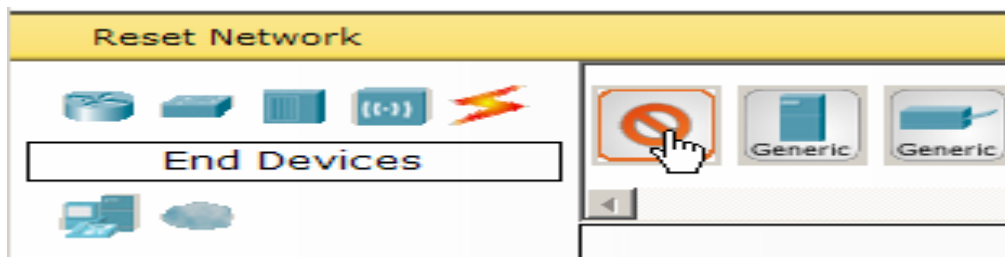 Reset Network
((·))
End Devices
Generic
Generic